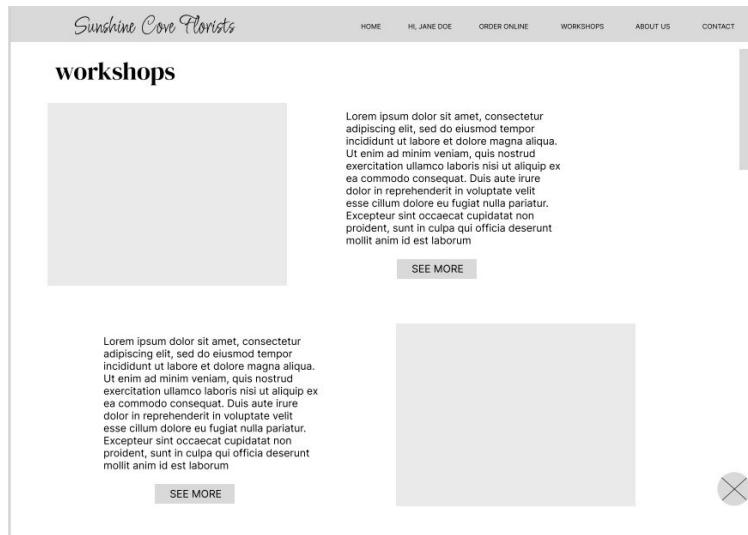 Sunshine Cove Florists
HOME HI, JANE DOE ORDER ONLINE WORKSHOPS ABOUT US CONTACT
workshops
Lorem ipsum dolor sit amet, consectetur
adipiscing elit, sed do eiusmod tempor
incididunt ut labore et dolore magna aliqua.
Ut enim ad minim veniam, quis nostrud
exercitation ullamco laboris nisi ut aliquip ex
ea commodo consequat. Duis aute irure
dolor in reprehenderit in voluptate velit
esse cillum dolore eu fugiat nulla pariatur.
Excepteur sint occaecat cupidatat non
proident, sunt in culpa qui officia deserunt
mollit anim id est laborum
SEE MORE
Lorem ipsum dolor sit amet, consectetur
adipiscing elit, sed do eiusmod tempor
incididunt ut labore et dolore magna aliqua.
Ut enim ad minim veniam, quis nostrud
exercitation ullamco laboris nisi ut aliquip ex
ea commodo consequat. Duis aute irure
dolor in reprehenderit in voluptate velit
esse cillum dolore eu fugiat nulla pariatur.
Excepteur sint occaecat cupidatat non
proident, sunt in culpa qui officia deserunt
mollit anim id est laborum
SEE MORE